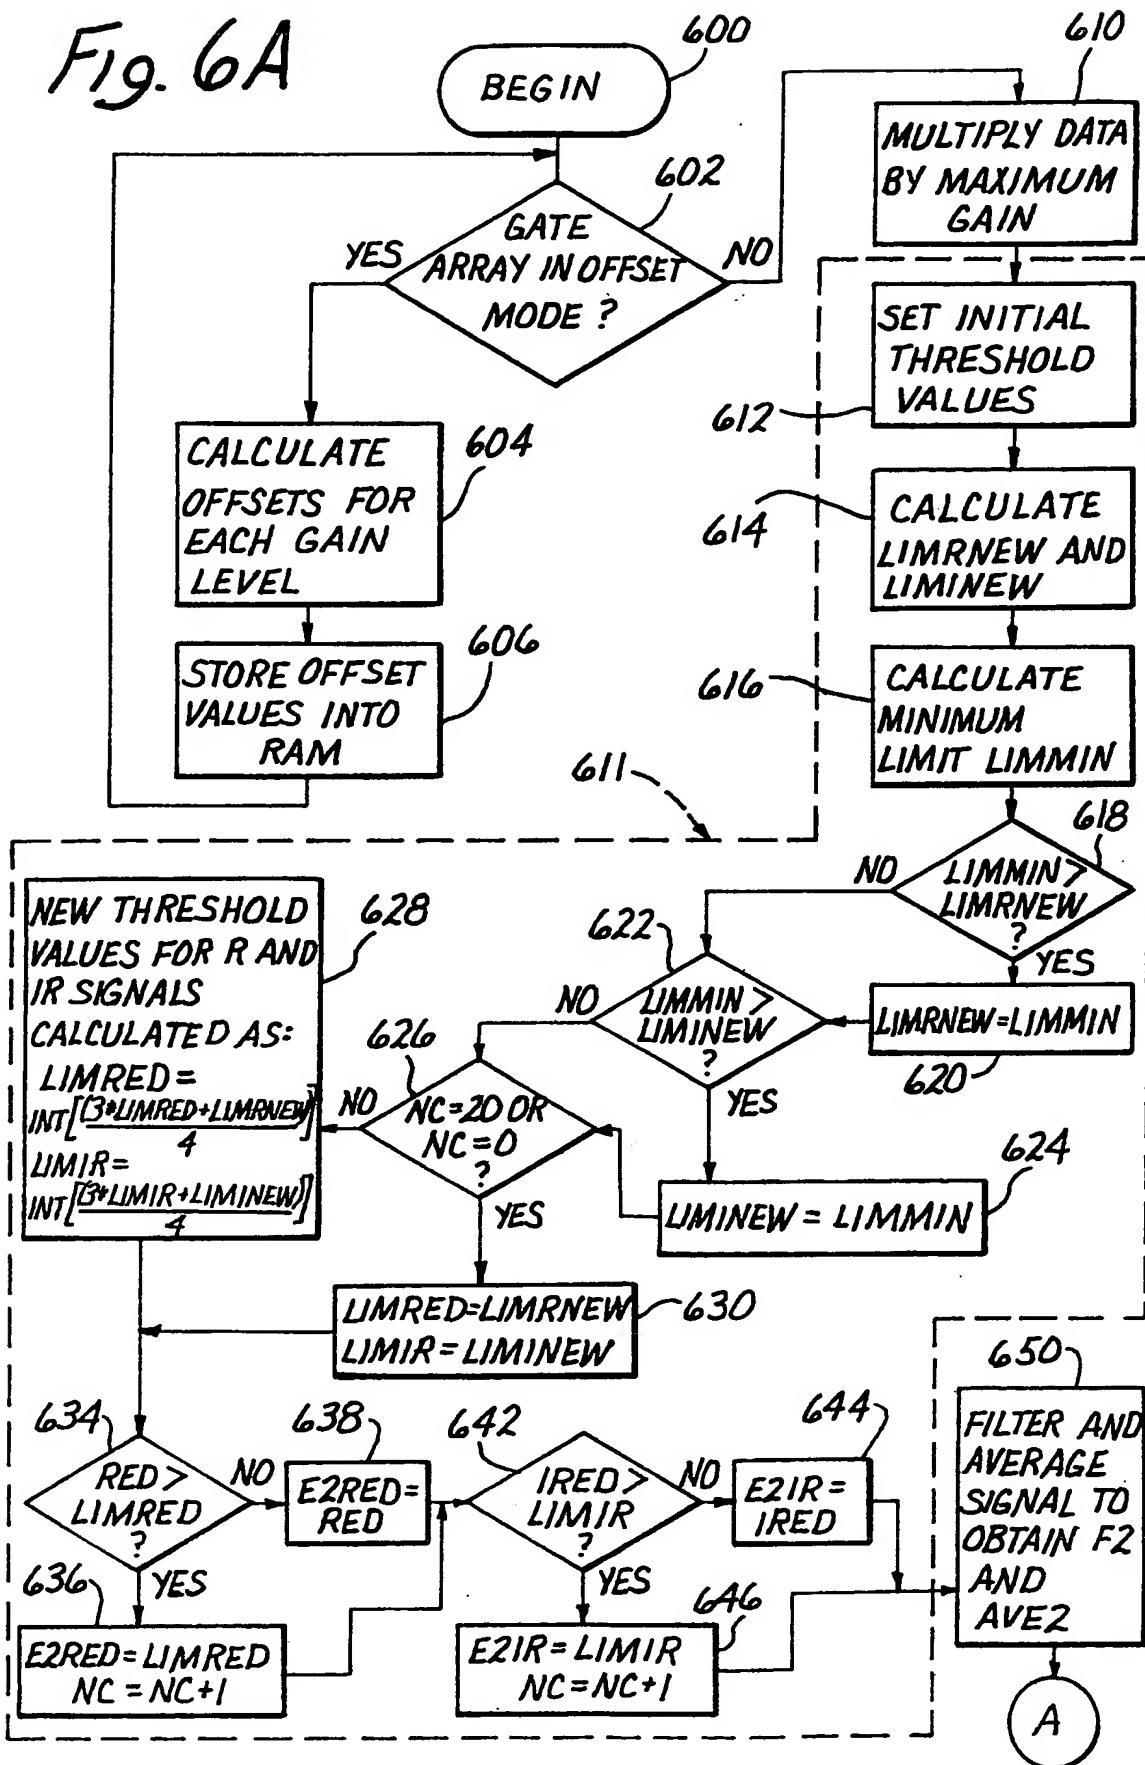 Fig. 6A
600
BEGIN
602
GATE
ARRAY IN OFFSET
MODE ?
YES
NO
CALCULATE
OFFSETS FOR
EACH GAIN
LEVEL
604
STORE OFFSET
VALUES INTO
RAM
606
610
MULTIPLY DATA
BY MAXIMUM
GAIN
SET INITIAL
THRESHOLD
VALUES
612
CALCULATE
LIMRNEW AND
LIMINEW
614
CALCULATE
MINIMUM
LIMIT LIMMIN
616
611
618
LIMMIN >
LIMRNEW
?
NO
YES
LIMRNEW=LIMMIN
620
622
LIMMIN >
LIMINEW
?
NO
YES
LIMINEW = LIMMIN
624
626
NC=20 OR
NC=0
?
NO
YES
NEW THRESHOLD
VALUES FOR R AND
IR SIGNALS
CALCULATED AS:
LIMRED =
INT[(3*LIMRED+LIMRNEW)]
4
LIMIR =
INT[(3*LIMIR+LIMINEW)]
4
628
LIMRED=LIMRNEW
LIMIR = LIMINEW
630
634
RED >
LIMRED
?
NO
YES
638
E2RED=
RED
636
E2RED=LIMRED
NC = NC+1
642
IRED >
LIMIR
?
NO
YES
644
E2IR =
IRED
646
E2IR = LIMIR
NC = NC+1
650
FILTER AND
AVERAGE
SIGNAL TO
OBTAIN F2
AND
AVE2
A